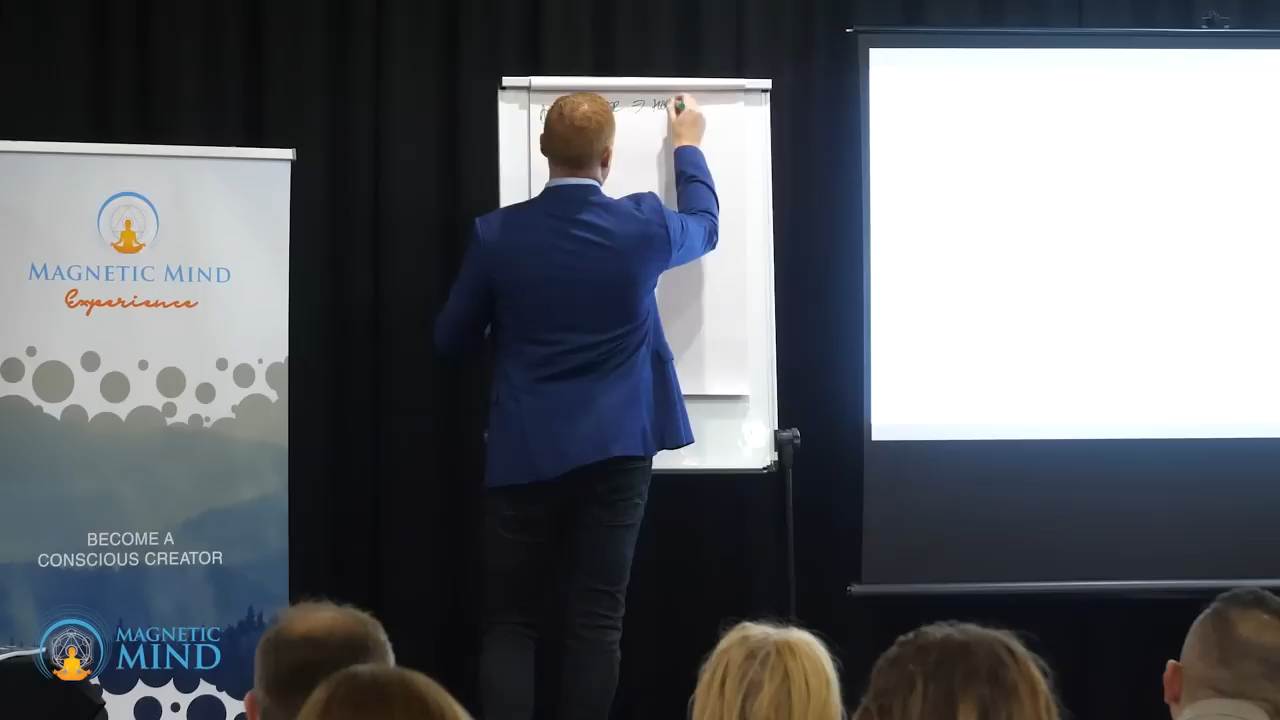 MAGNETIC MIND
Experience
BECOME A
CONSCIOUS CREATOR
MAGNETIC
MIND